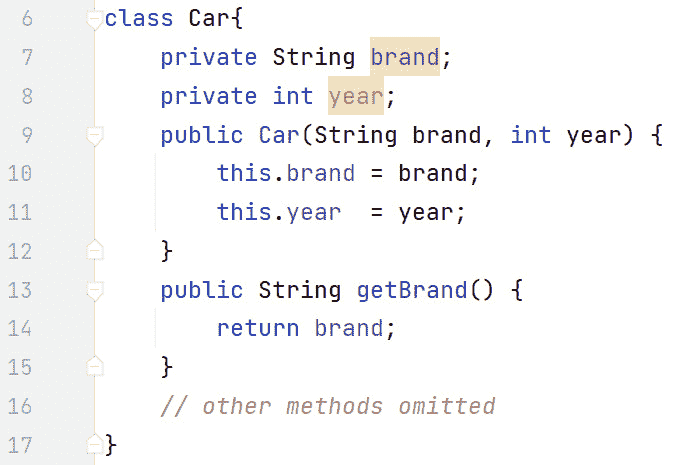 6 class Car{
7     private String brand;
8     private int year;
9     public Car(String brand, int year) {
10         this.brand = brand;
11         this.year  = year;
12     }
13     public String getBrand() {
14         return brand;
15     }
16     // other methods omitted
17 }